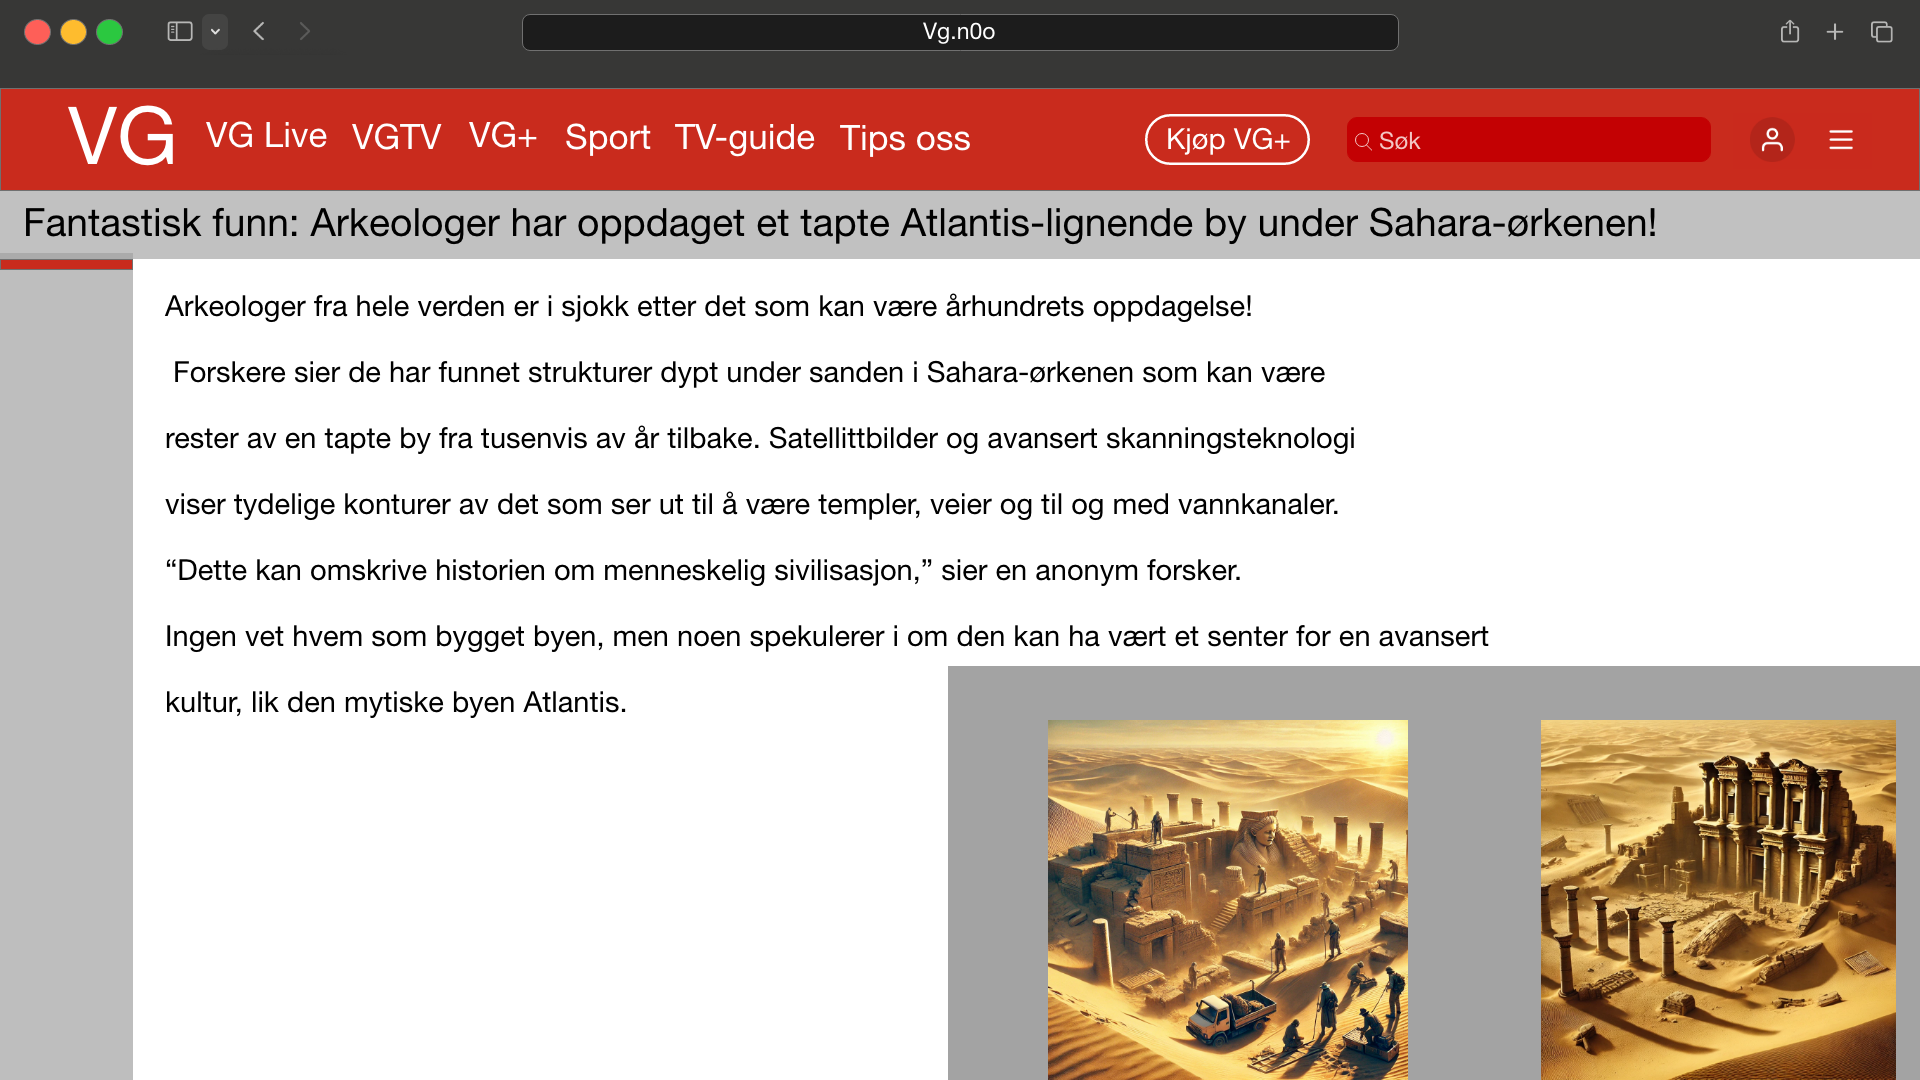 Vg.n0o
VG VG Live VGTV VG+ Sport TV-guide Tips oss Kjøp VG+ Søk
Fantastisk funn: Arkeologer har oppdaget et tapte Atlantis-lignende by under Sahara-ørkenen!
Arkeologer fra hele verden er i sjokk etter det som kan være århundrets oppdagelse!
Forskere sier de har funnet strukturer dypt under sanden i Sahara-ørkenen som kan være
rester av en tapte by fra tusenvis av år tilbake. Satellittbilder og avansert skanningsteknologi
viser tydelige konturer av det som ser ut til å være templer, veier og til og med vannkanaler.
“Dette kan omskrive historien om menneskelig sivilisasjon,” sier en anonym forsker.
Ingen vet hvem som bygget byen, men noen spekulerer i om den kan ha vært et senter for en avansert
kultur, lik den mytiske byen Atlantis.